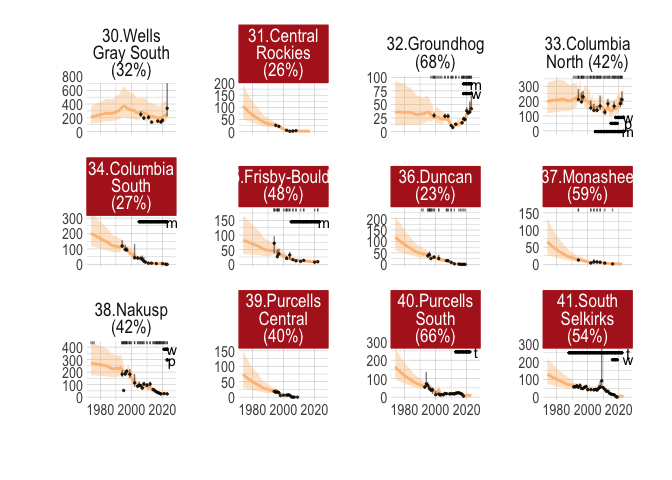 30.Wells
Gray South
(32%)
31.Central
Rockies
(26%)
32.Groundhog
(68%)
33.Columbia
North (42%)
800
600
400
200
0
200
150
100
50
0
100
75
50
25
0
m
w
300
200
100
0
w
p
m
34.Columbia
South
(27%)
.Frisby-Bould
(48%)
36.Duncan
(23%)
37.Monashee
(59%)
300
200
100
0
m
150
100
50
0
m
200
150
100
50
0
150
100
50
0
38.Nakusp
(42%)
39.Purcells
Central
(40%)
40.Purcells
South
(66%)
41.South
Selkirks
(54%)
400
300
200
100
0
w
p
150
100
50
0
300
200
100
0
t
300
200
100
0
t
w
1980 2000 2020
1980 2000 2020
1980 2000 2020
1980 2000 2020